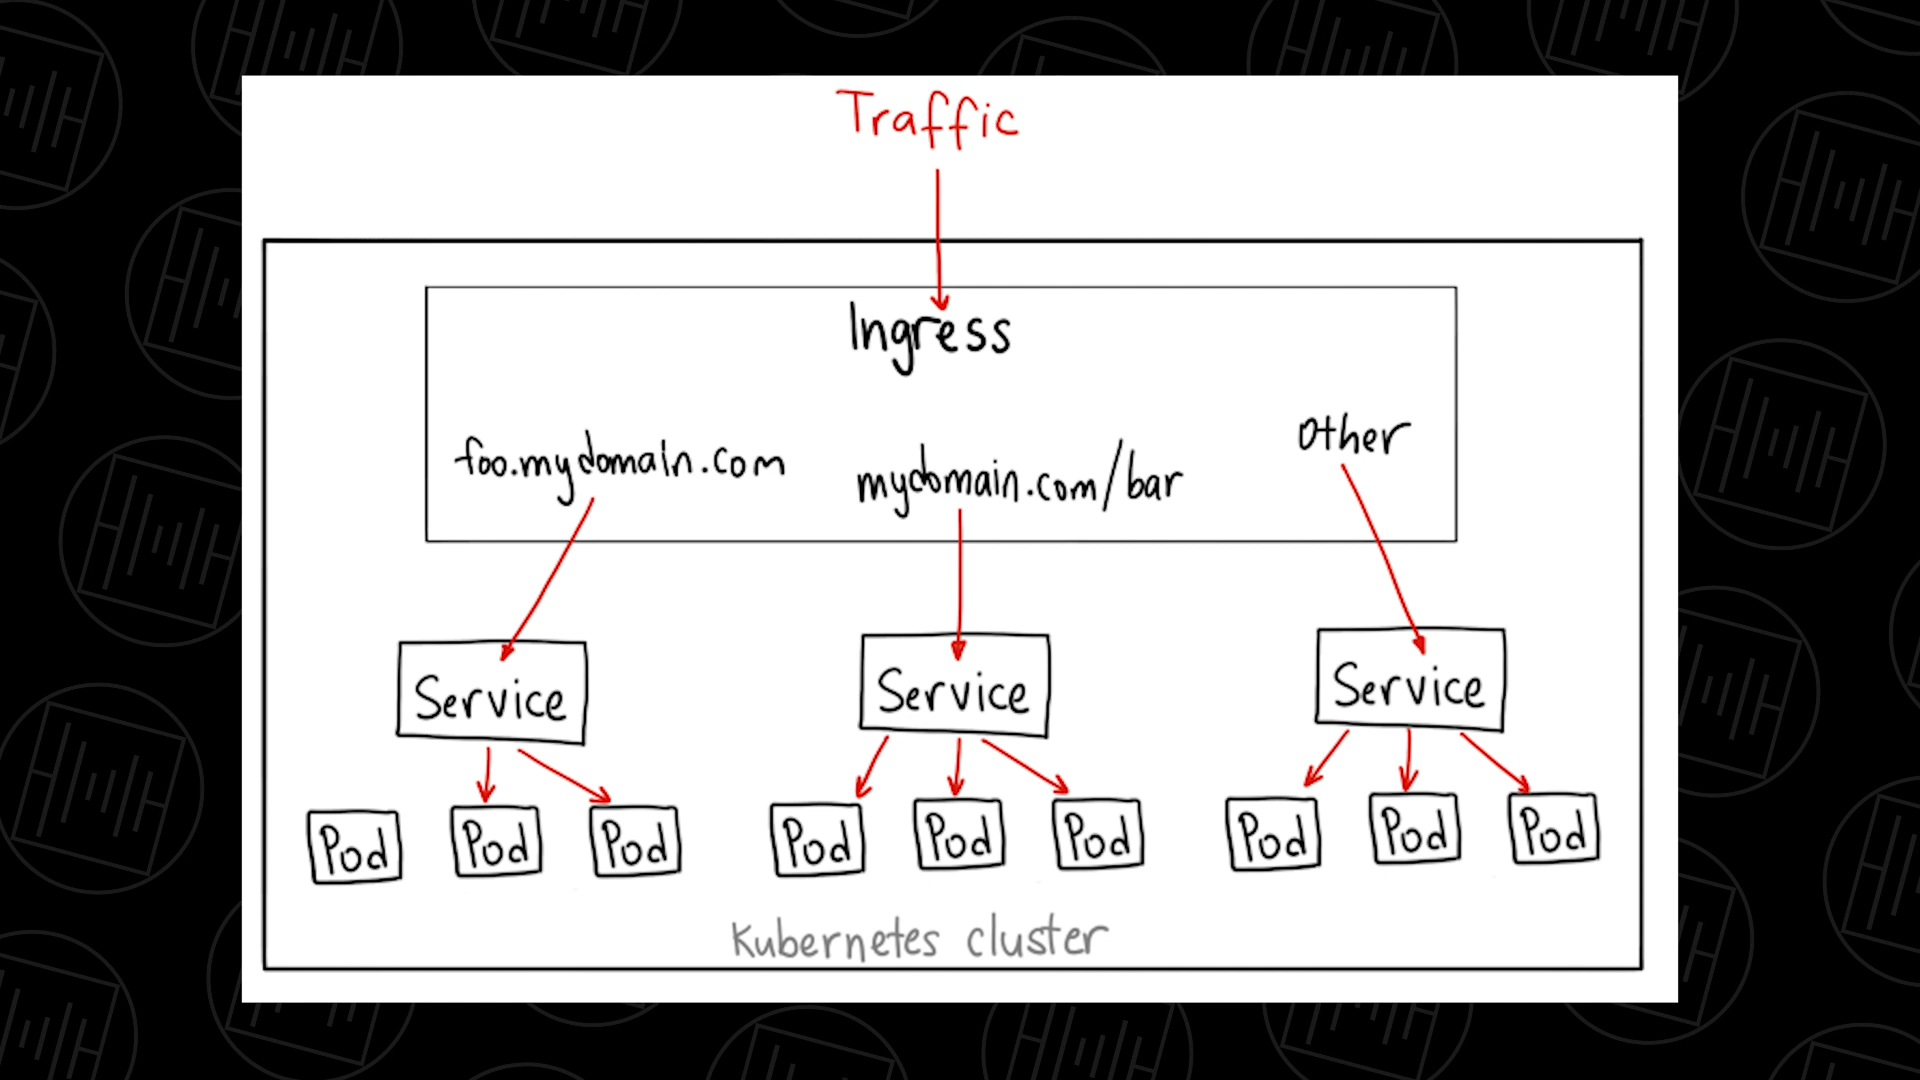 Traffic
Ingress
foo.mydomain.com
mydomain.com/bar
other
Service
Service
Service
Pod
Pod
Pod
Pod
Pod
Pod
Pod
Pod
Pod
Kubernetes cluster